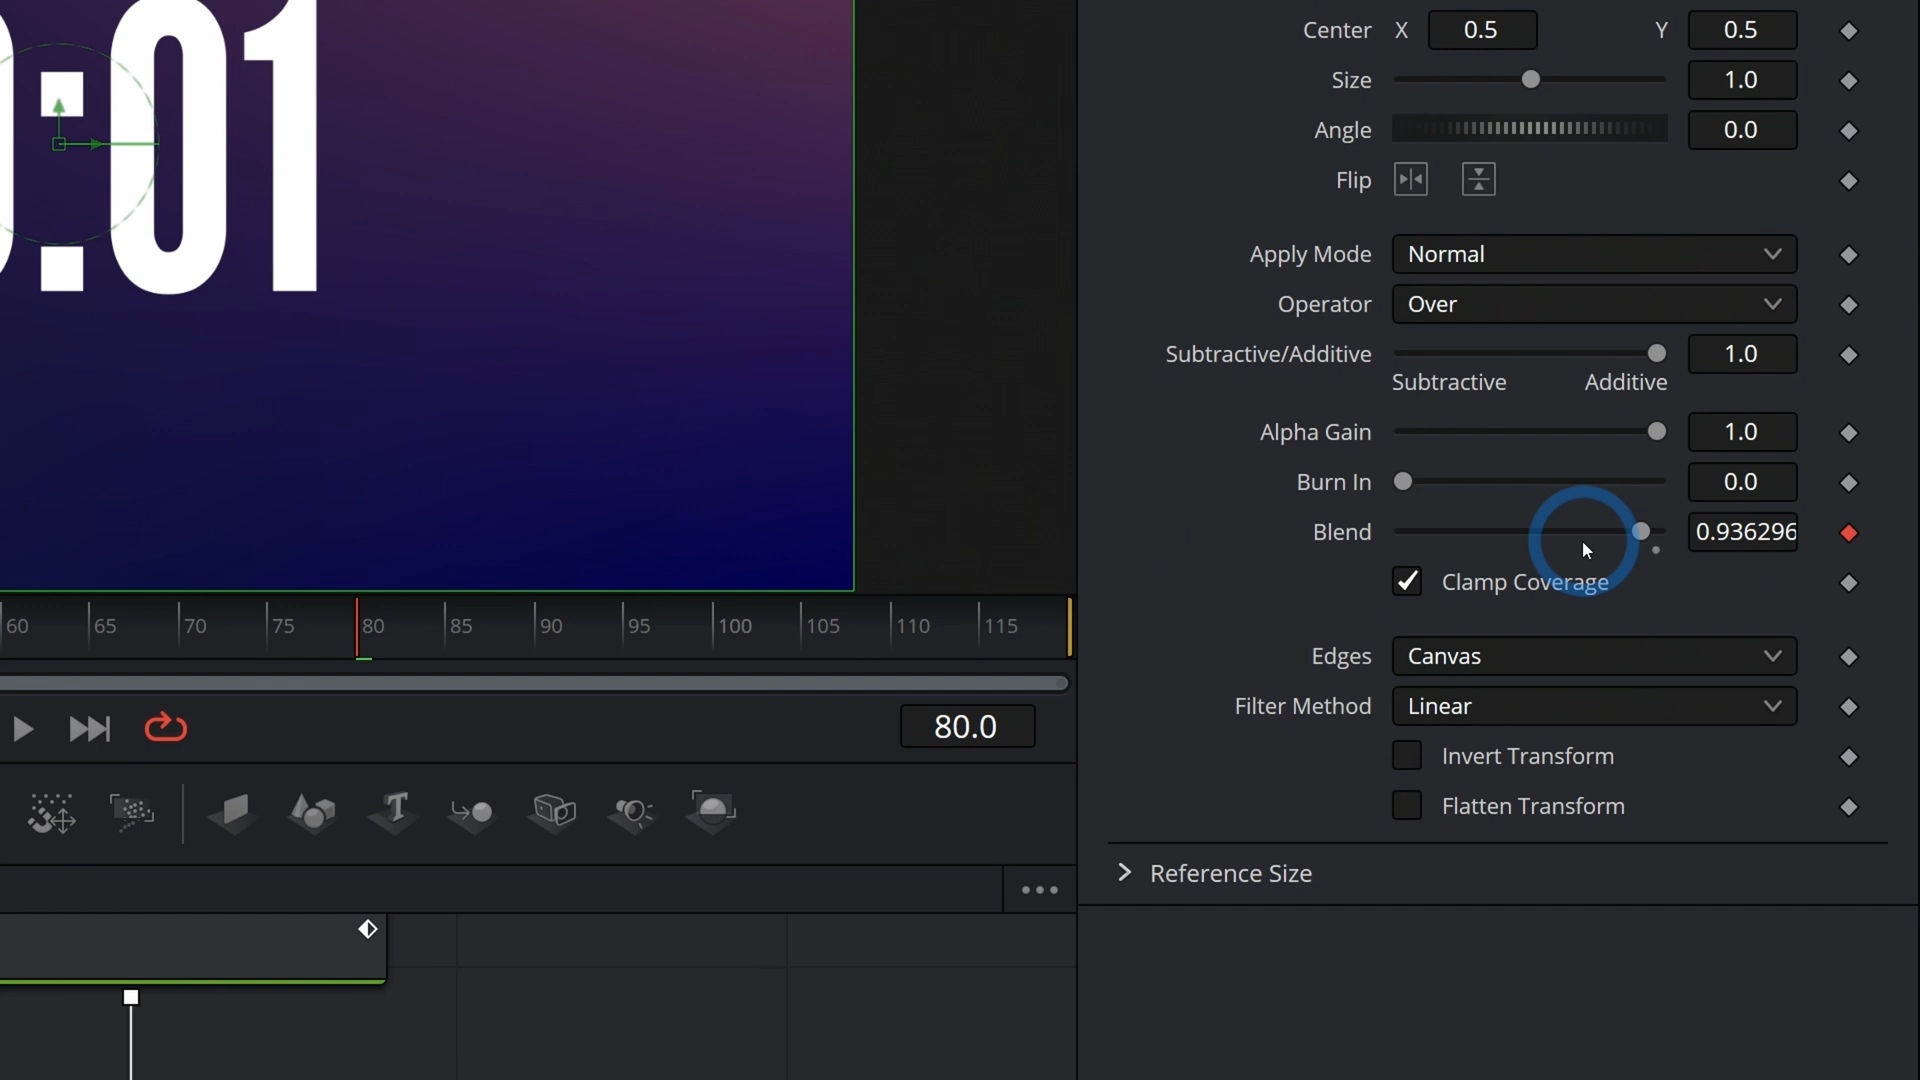 :01
Center X 0.5 Y 0.5
Size 1.0
Angle 0.0
Flip
Apply Mode Normal
Operator Over
Subtractive/Additive 1.0
Subtractive Additive
Alpha Gain 1.0
Burn In 0.0
Blend 0.936296
Clamp Coverage
60 65 70 75 80 85 90 95 100 105 110 115
Edges Canvas
Filter Method Linear
80.0
Invert Transform
Flatten Transform
Reference Size